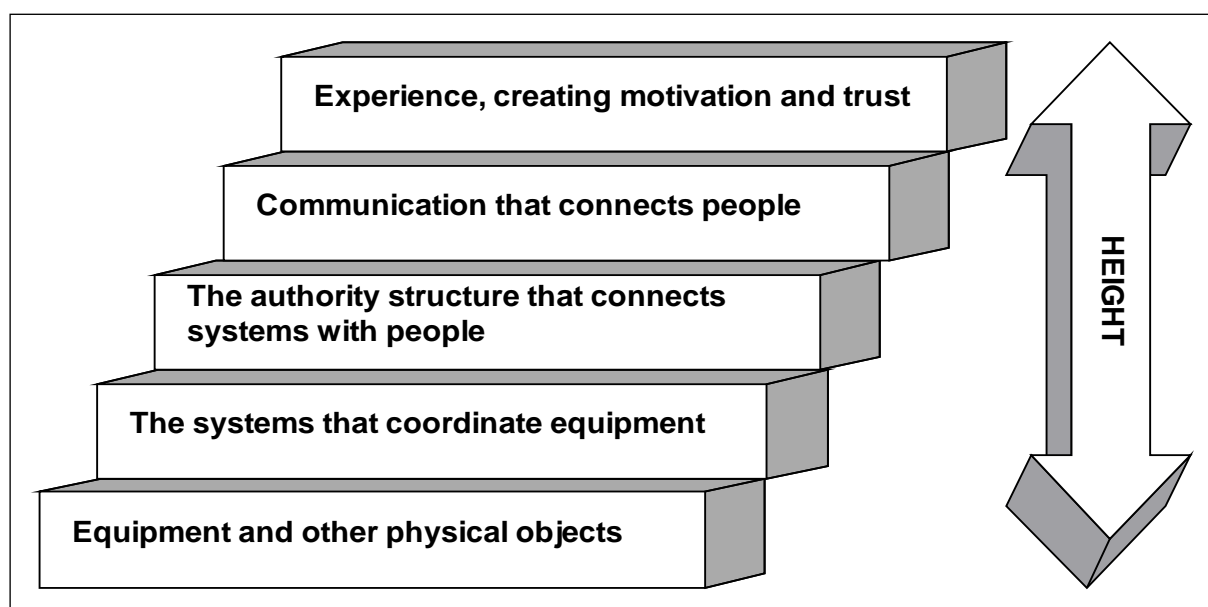 Experience, creating motivation and trust
Communication that connects people
The authority structure that connects
systems with people
The systems that coordinate equipment
Equipment and other physical objects
HEIGHT